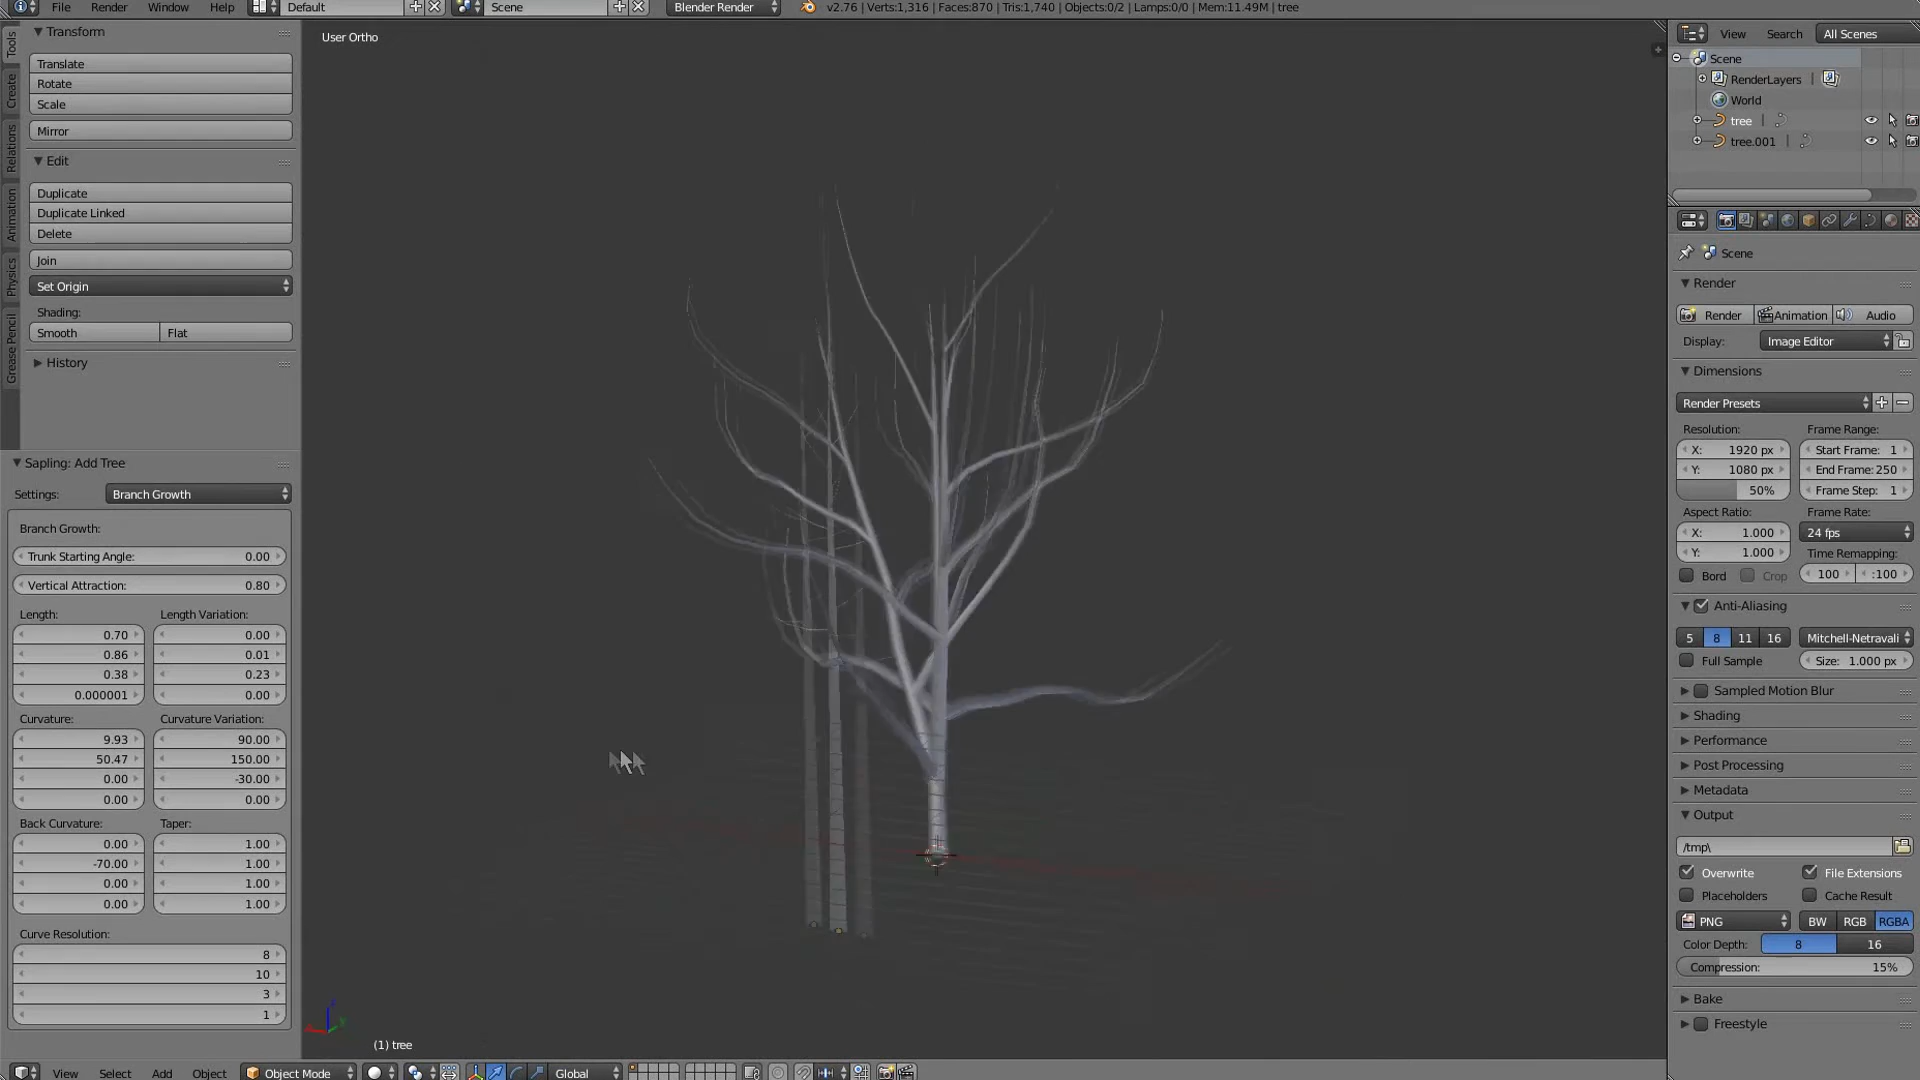 File Render Window Help Default Scene Blender Render v2.76 | Verts:1,316 | Faces:870 | Tris:1,740 | Objects:0/2 | Lamps:0/0 | Mem:11.49M | tree
Tools
Create
Relations
Animation
Physics
Grease Pencil
Transform
Translate
Rotate
Scale
Mirror
Edit
Duplicate
Duplicate Linked
Delete
Join
Set Origin
Shading:
Smooth Flat
History
Sapling: Add Tree
Settings: Branch Growth
Branch Growth:
Trunk Starting Angle: 0.00
Vertical Attraction: 0.80
Length: Length Variation:
0.70 0.00
0.86 0.01
0.38 0.23
0.000001 0.00
Curvature: Curvature Variation:
9.93 90.00
50.47 150.00
0.00 -30.00
0.00 0.00
Back Curvature: Taper:
0.00 1.00
-70.00 1.00
0.00 1.00
0.00 1.00
Curve Resolution:
8
10
3
1
User Ortho
(1) tree
View Select Add Object Object Mode Global
View Search All Scenes
Scene
RenderLayers |
World
tree |
tree.001 |
Scene
Render
Render Animation Audio
Display: Image Editor
Dimensions
Render Presets
Resolution: Frame Range:
X: 1920 px Start Frame: 1
Y: 1080 px End Frame: 250
50% Frame Step: 1
Aspect Ratio: Frame Rate:
X: 1.000 24 fps
Y: 1.000 Time Remapping:
Bord Crop 100 :100
Anti-Aliasing
5 8 11 16 Mitchell-Netravali
Full Sample Size: 1.000 px
Sampled Motion Blur
Shading
Performance
Post Processing
Metadata
Output
/tmp\
Overwrite File Extensions
Placeholders Cache Result
PNG BW RGB RGBA
Color Depth: 8 16
Compression: 15%
Bake
Freestyle